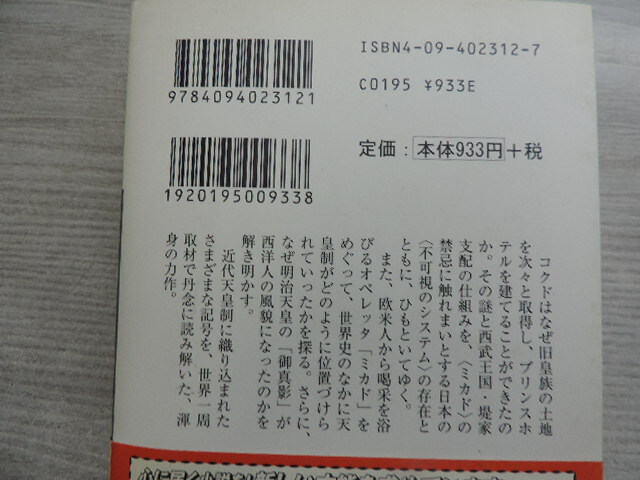 ISBN4-09-402312-7
9784094023121
C0195 ¥933E
定価：本体933円+税
1920195009338
コクドはなぜ旧皇族の土地
を次々と取得し、プリンスホ
テルを建てることができたの
か。その謎と西武王国・堤家
支配の仕組みを、〈ミカド〉の
禁忌に触れまいとする日本の
〈不可視のシステム〉の存在と
ともに、ひもといてゆく。
また、欧米人から喝采を浴
びるオペレッタ「ミカド」を
めぐって、世界史のなかに天
皇制がどのように位置づけら
れていったかを探る。さらに、
なぜ明治天皇の「御真影」が
西洋人の風貌になったのかを
解き明かす。
近代天皇制に織り込まれた
さまざまな記号を、世界一周
取材で丹念に読み解いた、渾
身の力作。